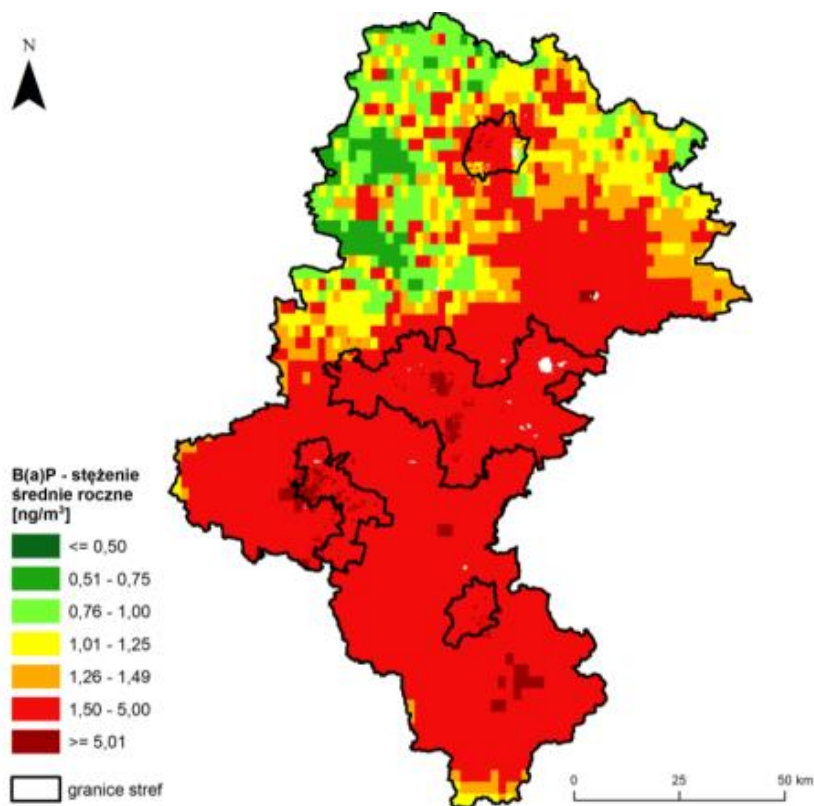 N
B(a)P - stężenie
średnie roczne
[ng/m³]
<= 0,50
0,51 - 0,75
0,76 - 1,00
1,01 - 1,25
1,26 - 1,49
1,50 - 5,00
>= 5,01
granice stref
0 25 50 km